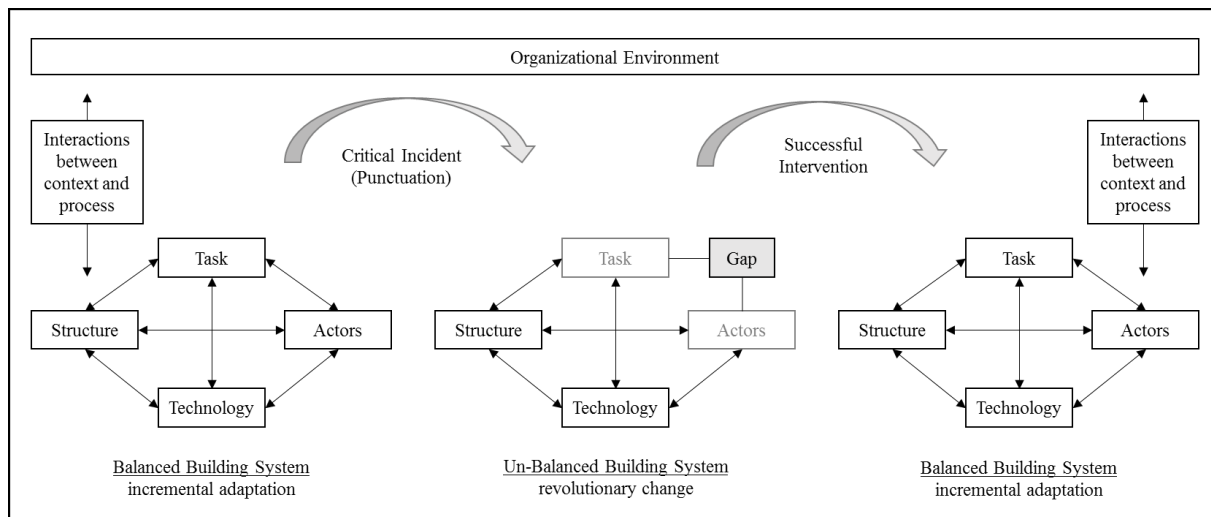 Organizational Environment
Interactions
between
context and
process
Critical Incident
(Punctuation)
Successful
Intervention
Interactions
between
context and
process
Task
Structure
Actors
Technology
Balanced Building System
incremental adaptation
Task
Gap
Structure
Actors
Technology
Un-Balanced Building System
revolutionary change
Task
Structure
Actors
Technology
Balanced Building System
incremental adaptation